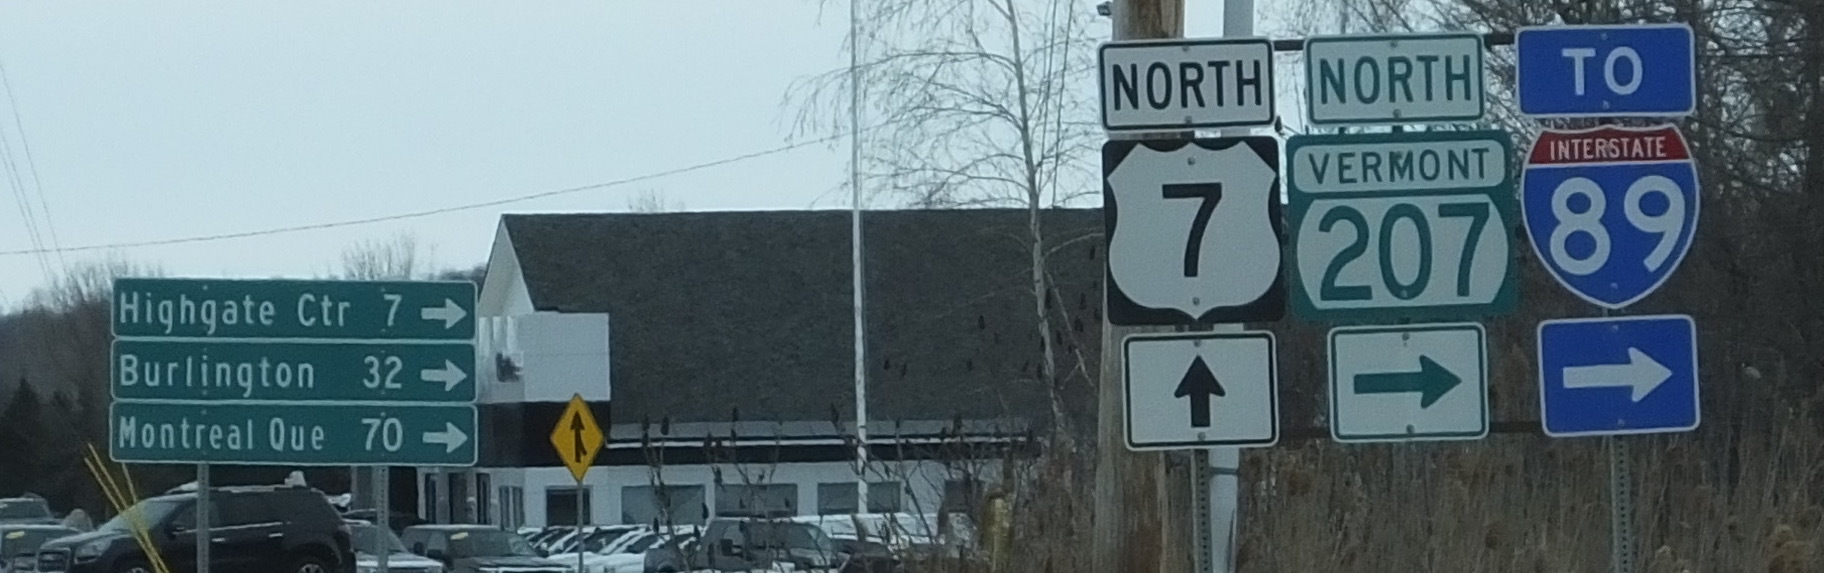 Highgate Ctr 7
Burlington 32
Montreal Que 70
NORTH
7
NORTH
VERMONT
207
TO
INTERSTATE
89